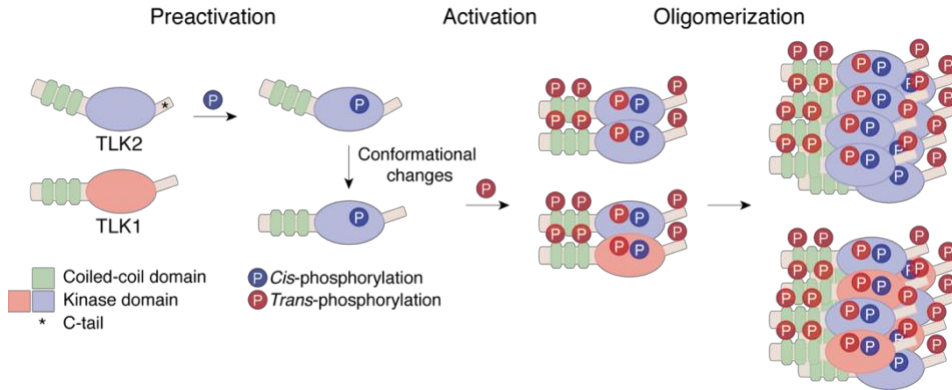 Preactivation Activation Oligomerization
P
TLK2
*
TLK1
P
Conformational
changes
P
P
Coiled-coil domain
Kinase domain
* C-tail
P Cis-phosphorylation
P Trans-phosphorylation
P P P
P P P P P
P P
P P P
P P P P P
P P
P P P P P
P P P P P
P P P P P
P P P P P
P P
P P P P P
P P P P P
P P P P P
P P P P P